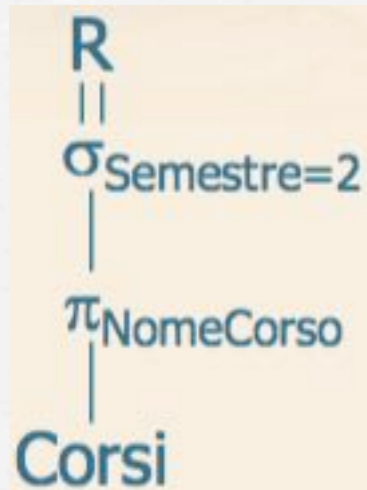 R
=
σSemestre=2
πNomeCorso
Corsi